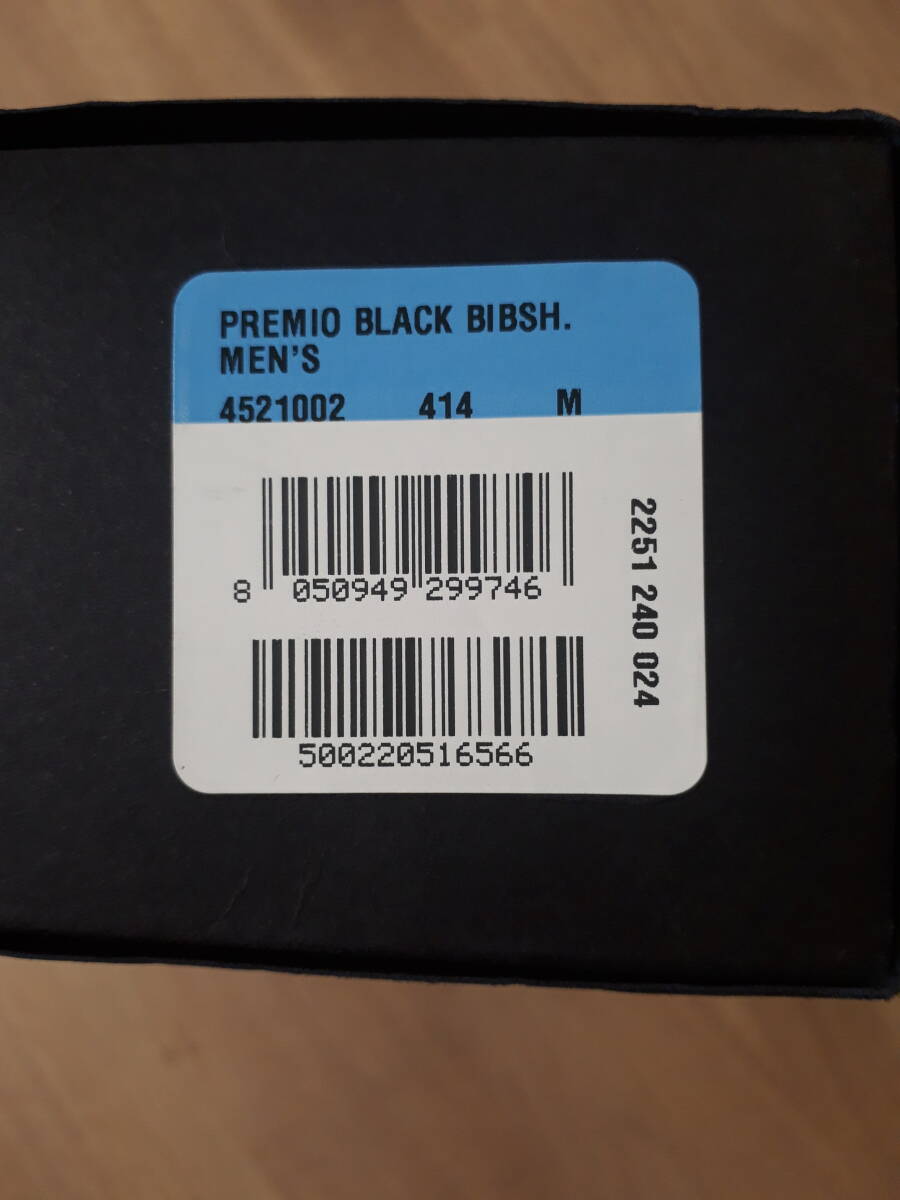 PREMIO BLACK BIBSH.
MEN'S
4521002 414 M
8 050949 299746
500220516566
2251 240 024